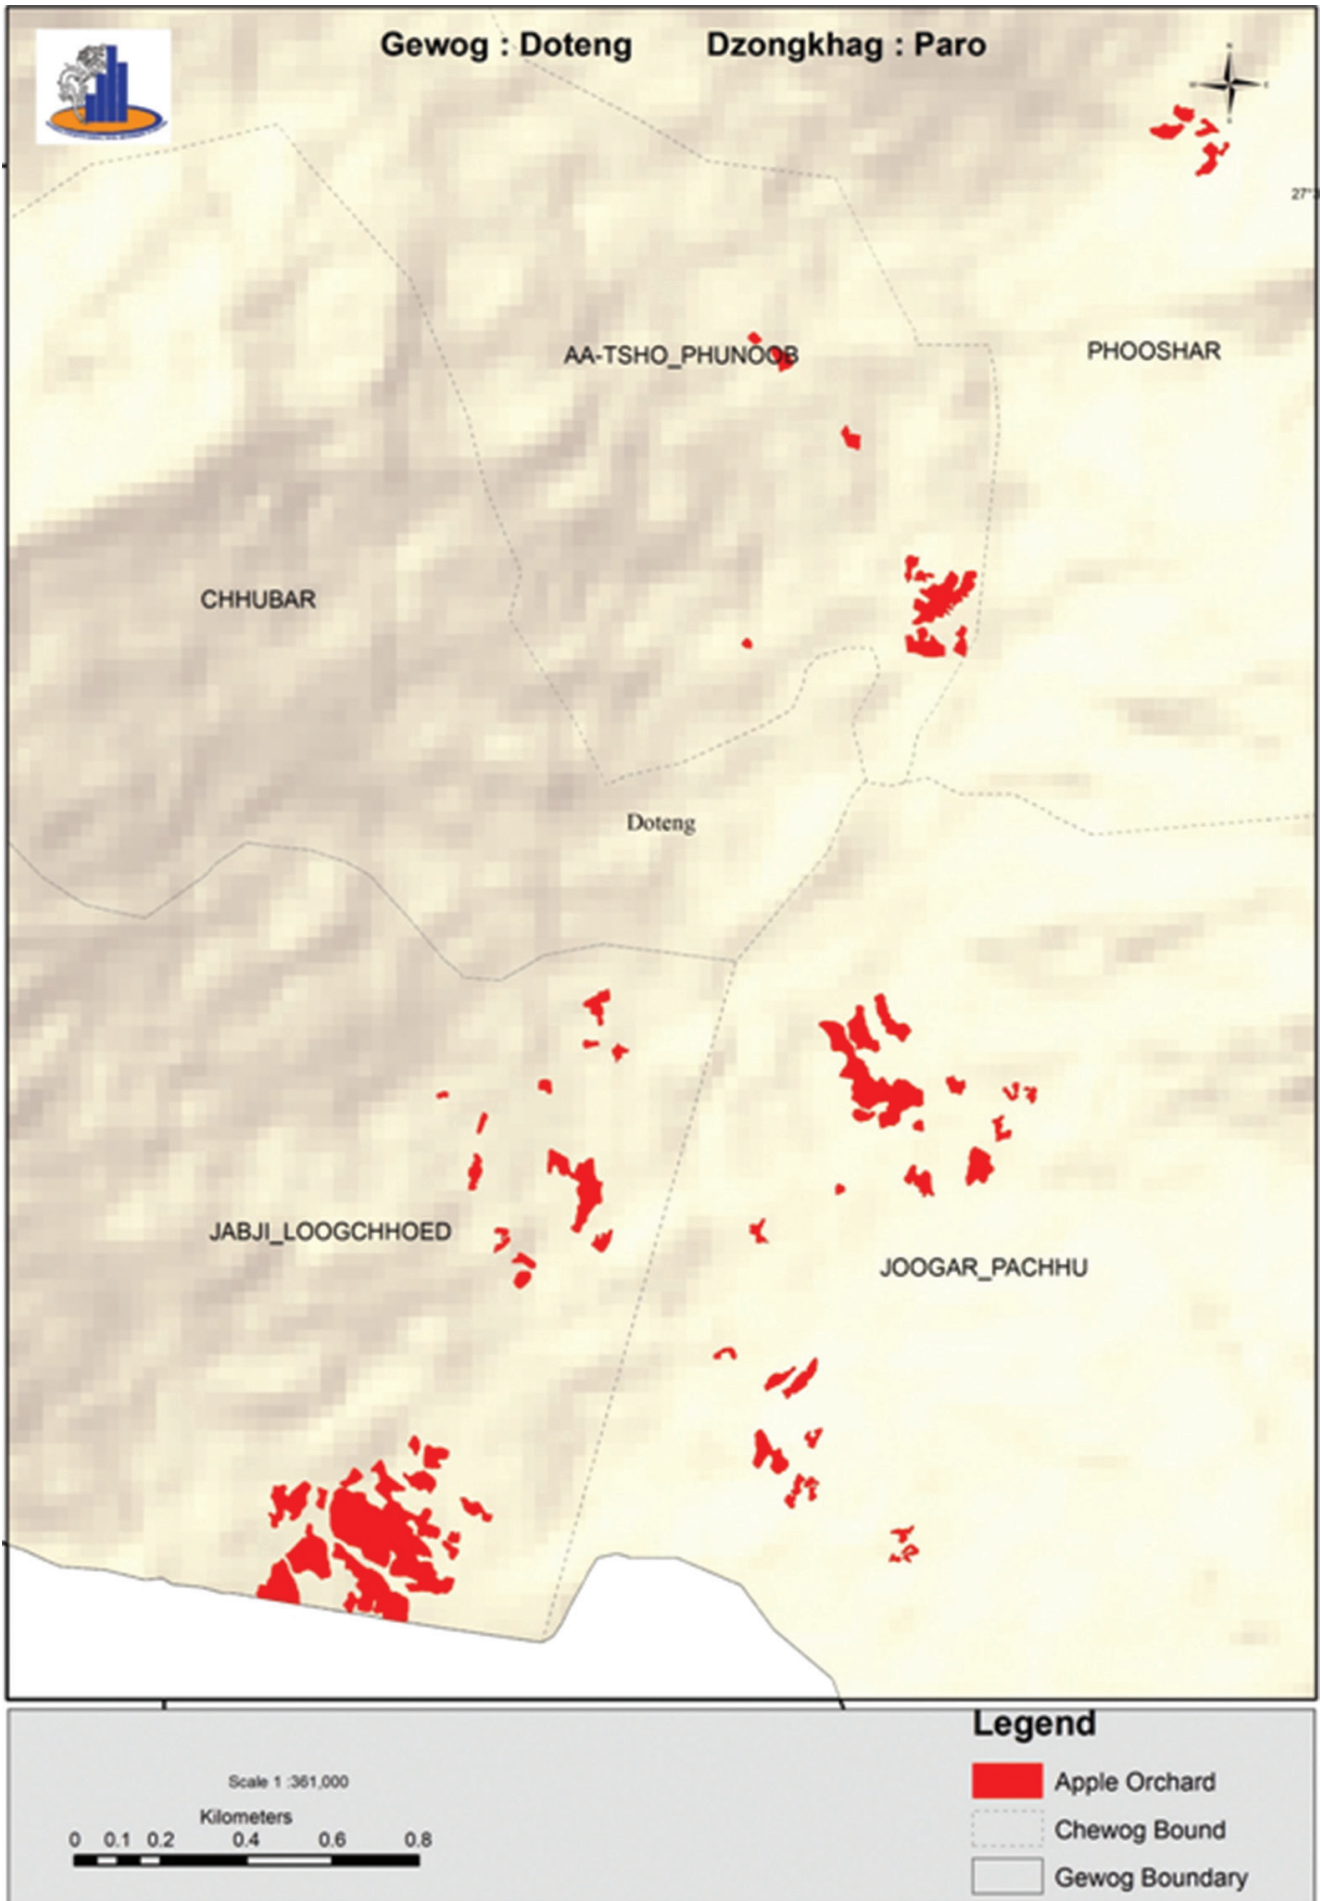 Gewog : Doteng Dzongkhag : Paro
N
27°
AA-TSHO_PHUNOOB
PHOOSHAR
CHHUBAR
Doteng
JABJI_LOOGCHHOED
JOOGAR_PACHHU
Legend
Apple Orchard
Chewog Bound
Gewog Boundary
Scale 1 :361,000
Kilometers
0 0.1 0.2 0.4 0.6 0.8